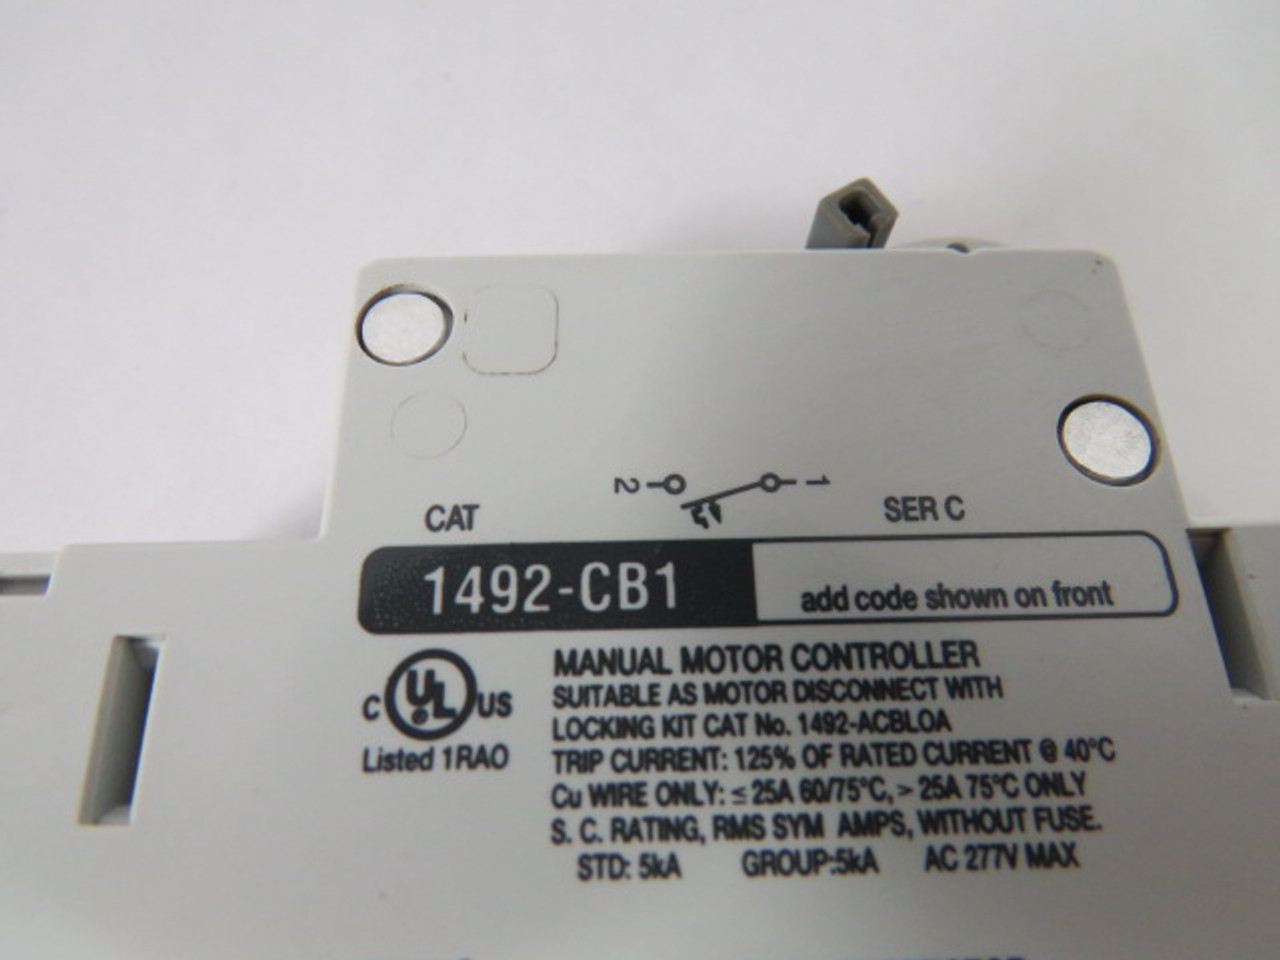 2 1
CAT SER C
1492-CB1 add code shown on front
C UL US
Listed 1RAO
MANUAL MOTOR CONTROLLER
SUITABLE AS MOTOR DISCONNECT WITH
LOCKING KIT CAT No. 1492-ACBLOA
TRIP CURRENT: 125% OF RATED CURRENT @ 40°C
Cu WIRE ONLY: ≤ 25A 60/75°C, > 25A 75°C ONLY
S. C. RATING, RMS SYM AMPS, WITHOUT FUSE.
STD: 5kA GROUP:5kA AC 277V MAX